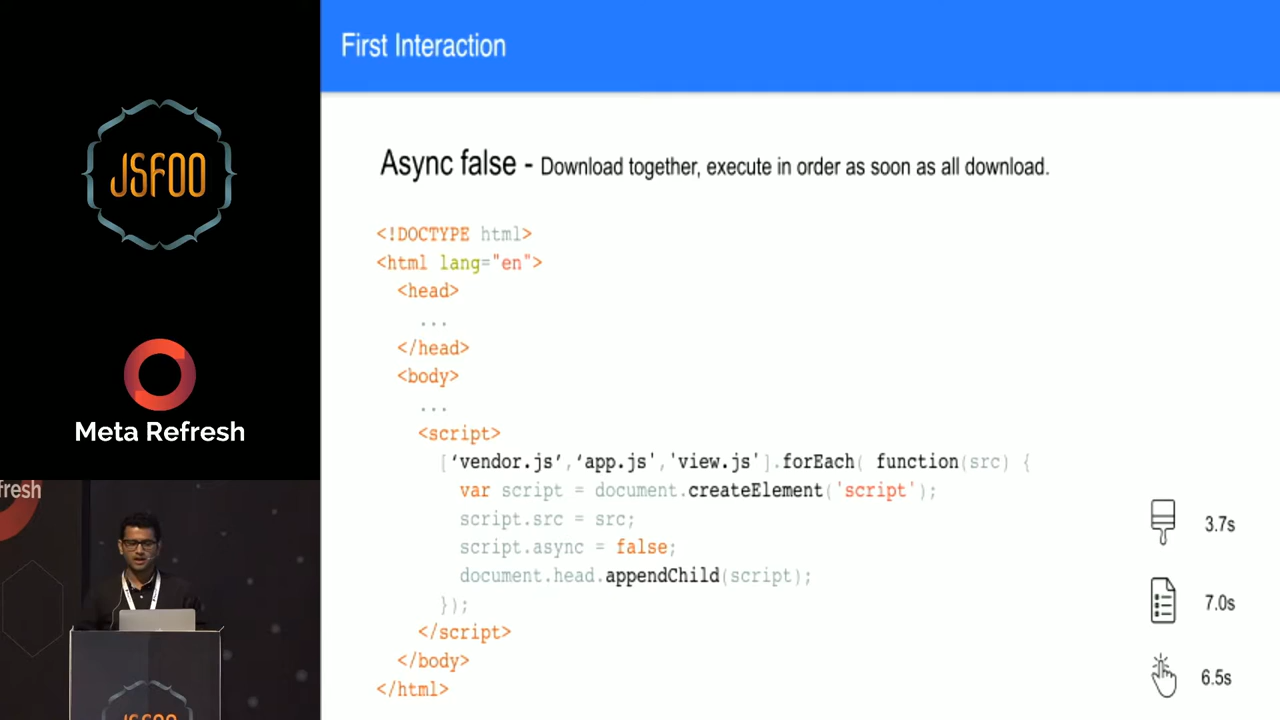 First Interaction
JSFOO
Async false - Download together, execute in order as soon as all download.
<!DOCTYPE html>
<html lang="en">
<head>
...
</head>
<body>
...
<script>
[‘vendor.js’,‘app.js','view.js'].forEach( function(src) {
var script = document.createElement('script');
script.src = src;
script.async = false;
document.head.appendChild(script);
});
</script>
</body>
</html>
Meta Refresh
fresh
3.7s
7.0s
6.5s
JSFOO